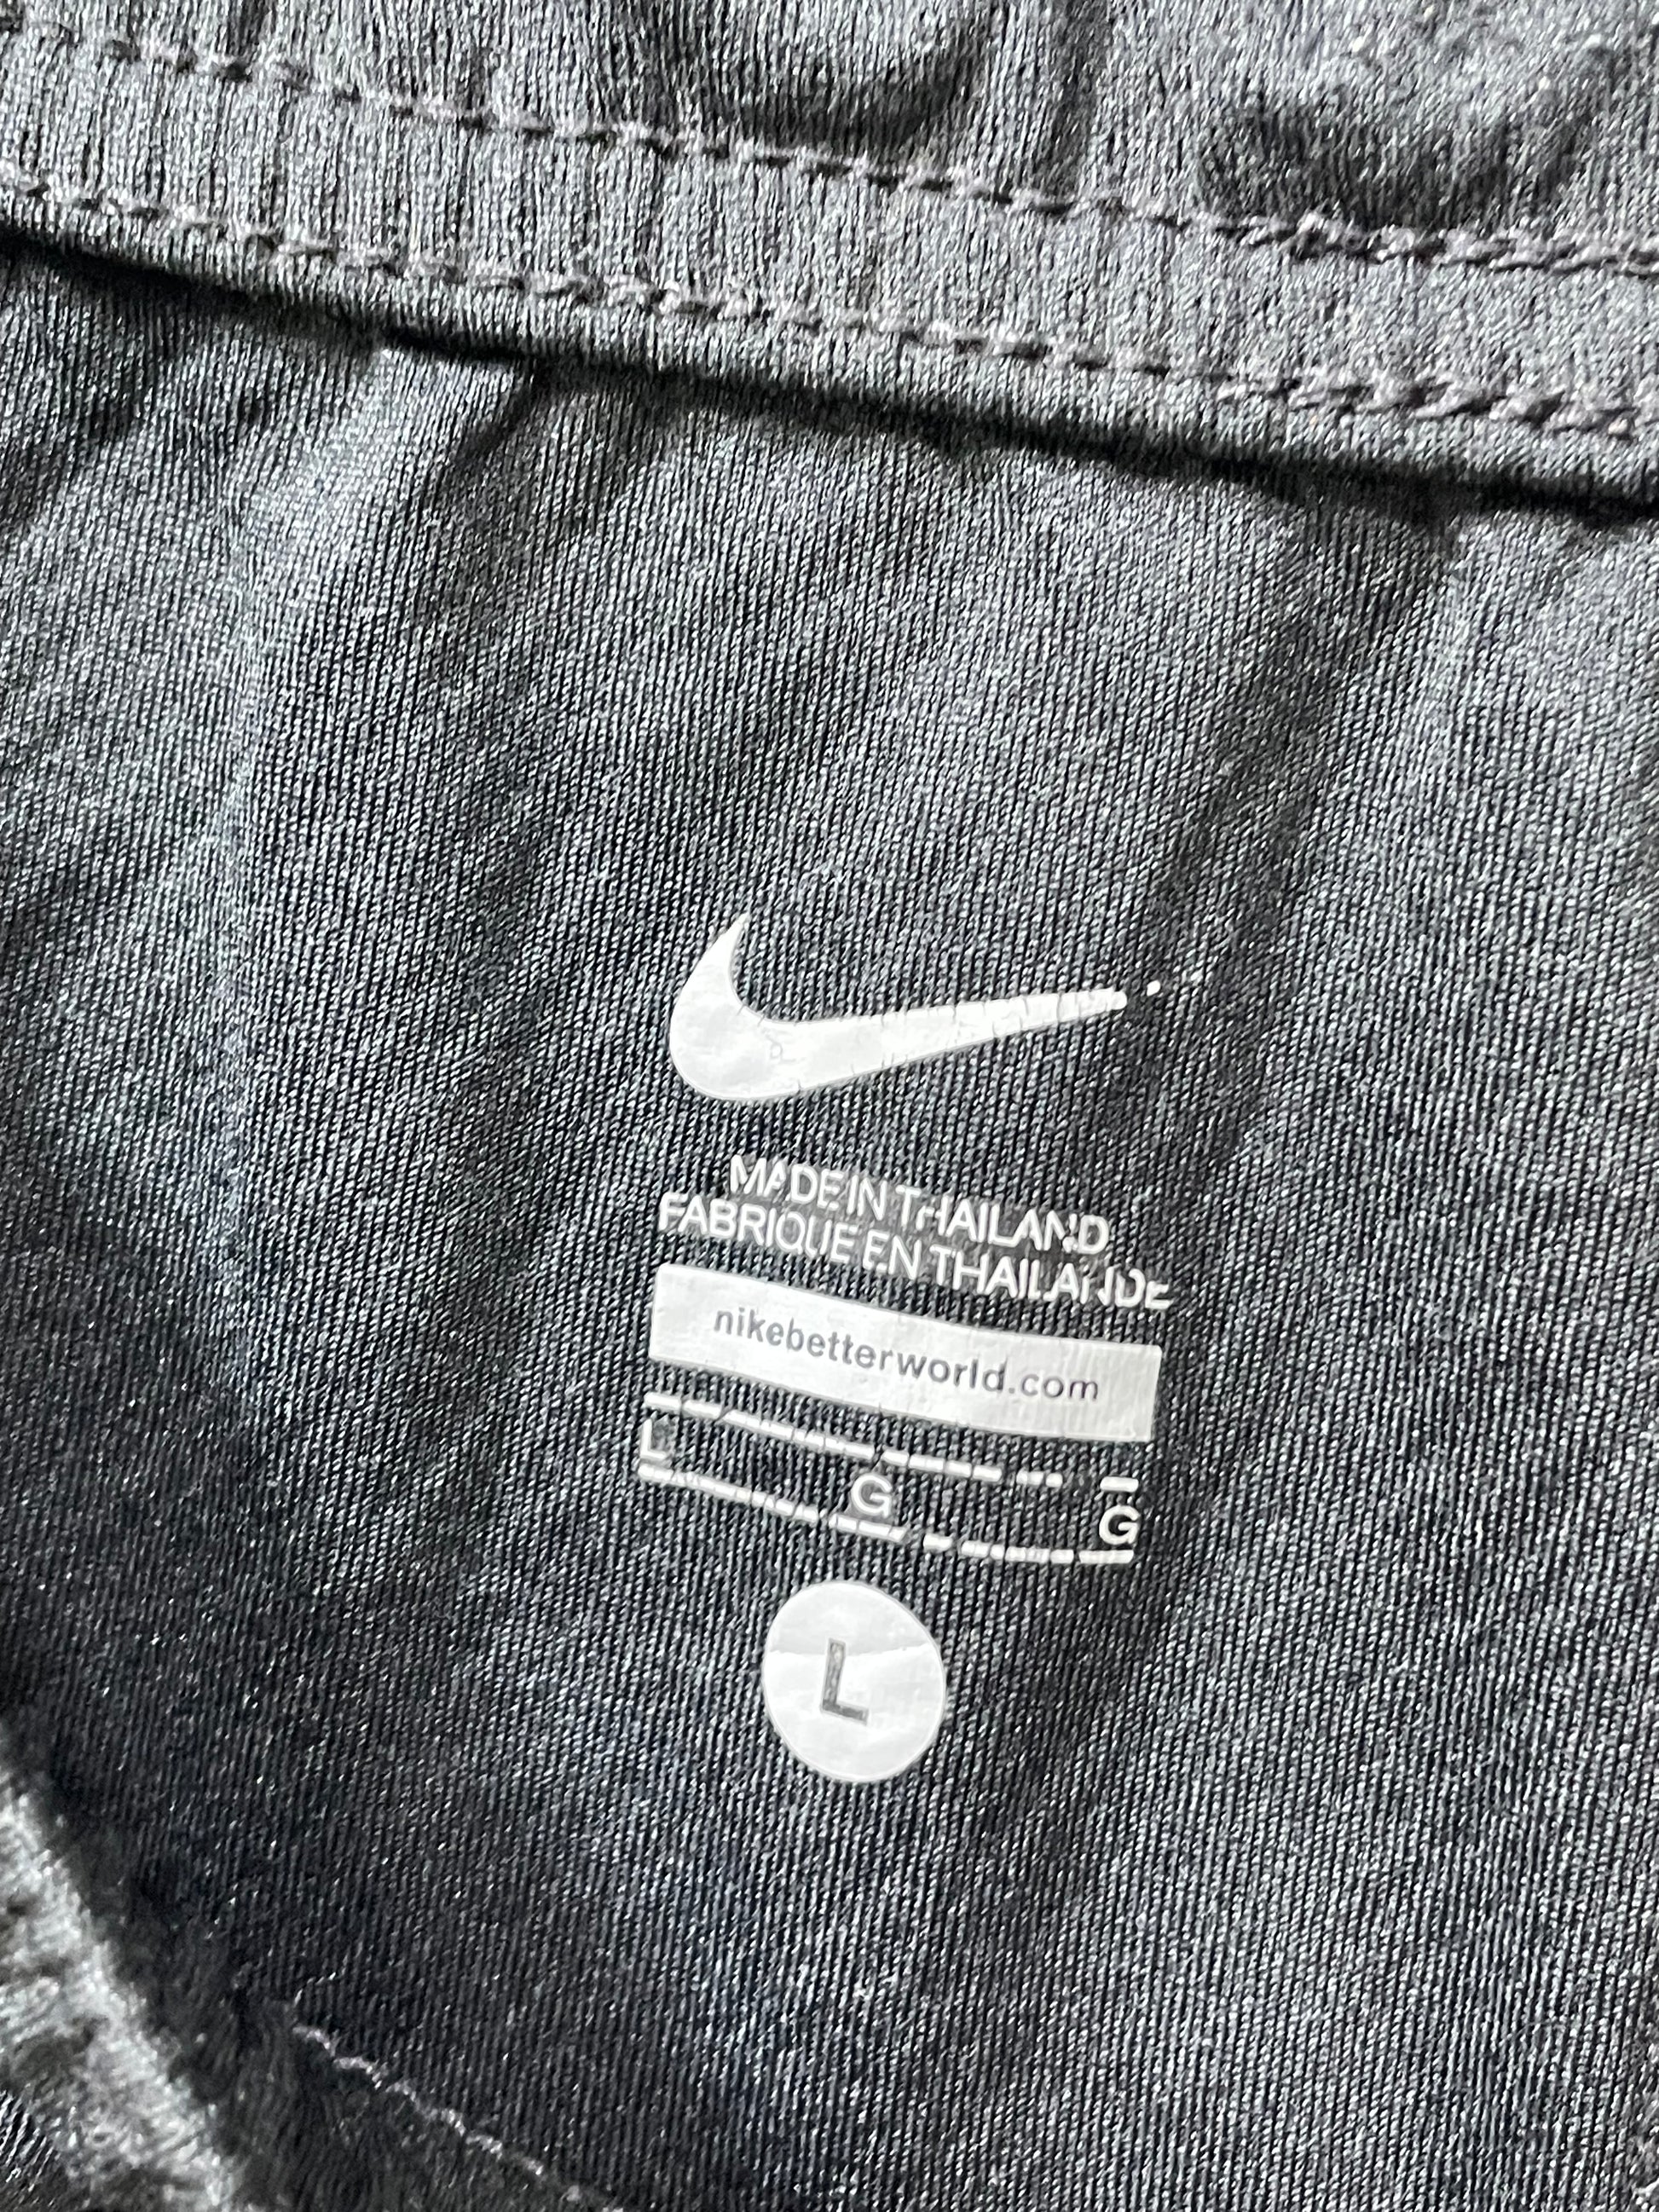 MADE IN THAILAND
FABRIQUE EN THAILANDE
nikebetterworld.com
L G G
L